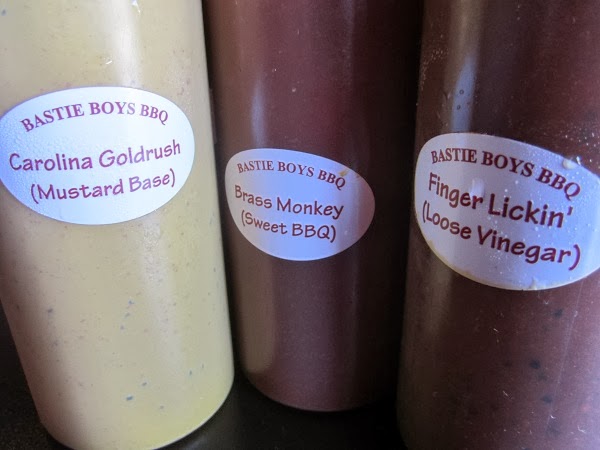 BASTIE BOYS BBQ
Carolina Goldrush
(Mustard Base)
BASTIE BOYS BBQ
Brass Monkey
(Sweet BBQ)
BASTIE BOYS BBQ
Finger Lickin'
(Loose Vinegar)